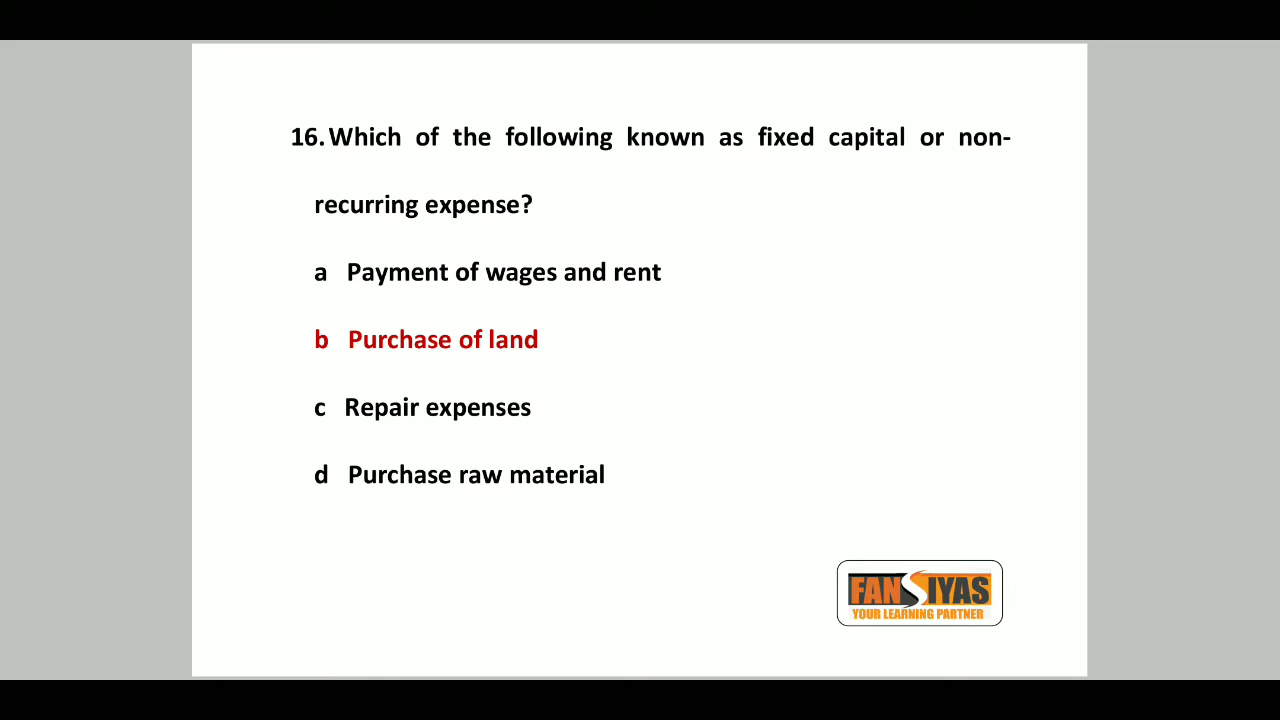 16. Which of the following known as fixed capital or non-
recurring expense?
a Payment of wages and rent
b Purchase of land
c Repair expenses
d Purchase raw material
FANSIYAS
YOUR LEARNING PARTNER